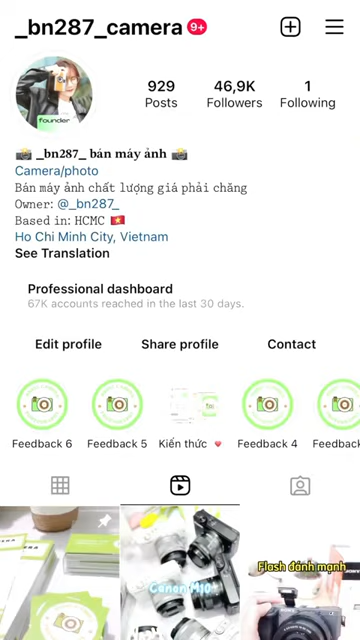 _bn287_camera
9+
founder
929
46,9K
1
Posts
Followers
Following
📸 _bn287_ bán máy ảnh 📸
Camera/photo
Bán máy ảnh chất lượng giá phải chăng
Owner: @_bn287_
Based in: HCMC 🇻🇳
Ho Chi Minh City, Vietnam
See Translation
Professional dashboard
67K accounts reached in the last 30 days.
Edit profile
Share profile
Contact
Feedback 6
Feedback 5
Kiến thức
Feedback 4
Feedback
Canon M10
Flash đánh mạnh